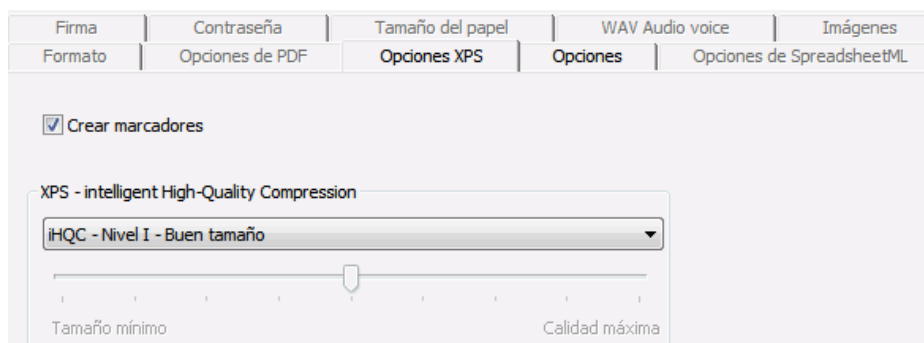 Firma Contraseña Tamaño del papel WAV Audio voice Imágenes
Formato Opciones de PDF Opciones XPS Opciones Opciones de SpreadsheetML
Crear marcadores
XPS - intelligent High-Quality Compression
iHQC - Nivel I - Buen tamaño
Tamaño mínimo Calidad máxima